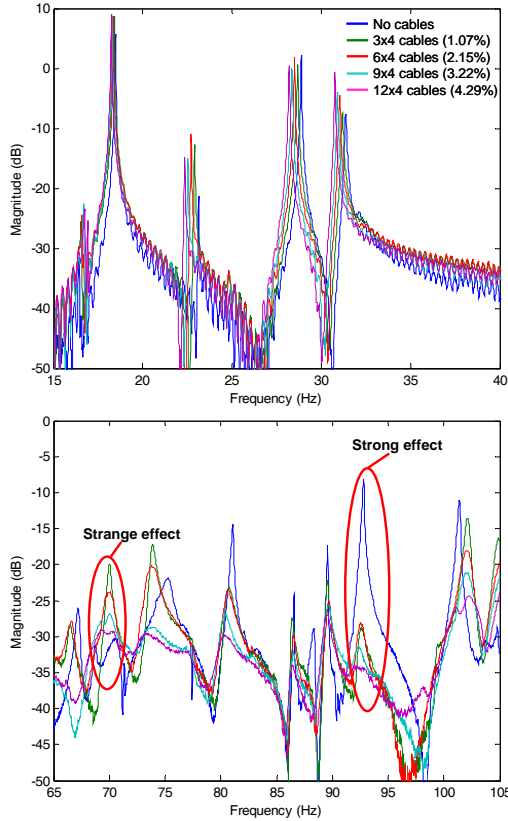 10
0
-10
-20
-30
-40
-50
Magnitude (dB)
No cables
3x4 cables (1.07%)
6x4 cables (2.15%)
9x4 cables (3.22%)
12x4 cables (4.29%)
15 20 25 30 35 40
Frequency (Hz)
0
-5
-10
-15
-20
-25
-30
-35
-40
-45
-50
Magnitude (dB)
Strong effect
Strange effect
65 70 75 80 85 90 95 100 105
Frequency (Hz)